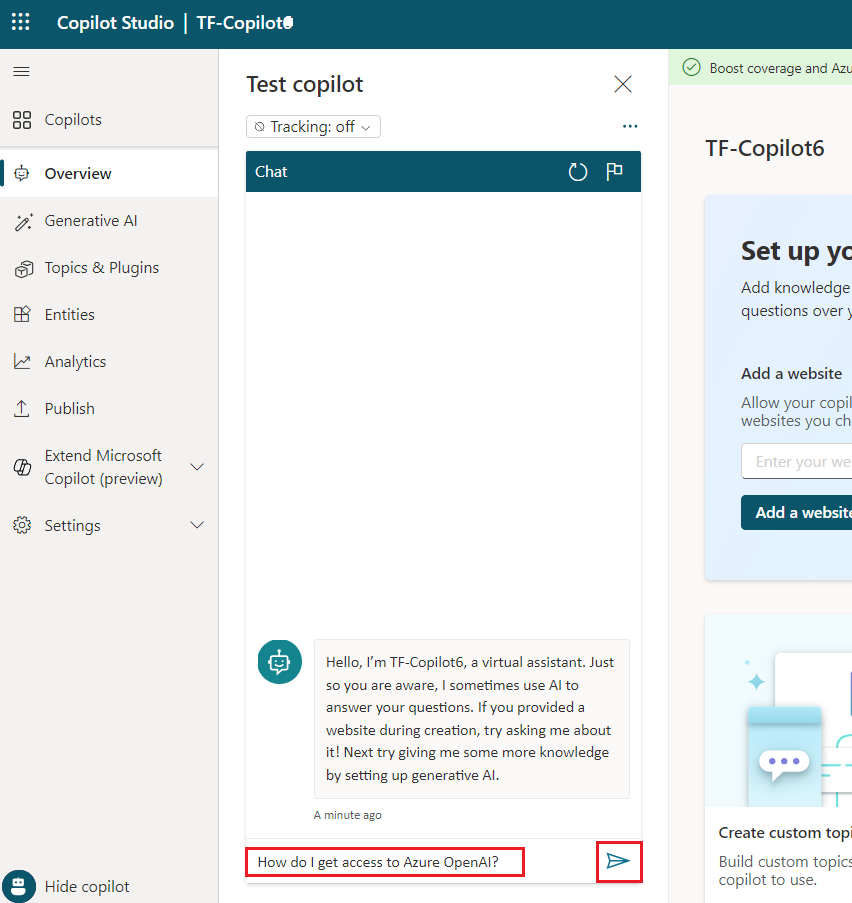 Copilot Studio | TF-Copilot
Copilots
Overview
Generative AI
Topics & Plugins
Entities
Analytics
Publish
Extend Microsoft
Copilot (preview)
Settings
Hide copilot
Test copilot
Tracking: off
Chat
Hello, I’m TF-Copilot6, a virtual assistant. Just
so you are aware, I sometimes use AI to
answer your questions. If you provided a
website during creation, try asking me about
it! Next try giving me some more knowledge
by setting up generative AI.
A minute ago
How do I get access to Azure OpenAI?
Boost coverage and Azu
TF-Copilot6
Set up yo
Add knowledge
questions over y
Add a website
Allow your copil
websites you ch
Enter your we
Add a website
Create custom topi
Build custom topics
copilot to use.